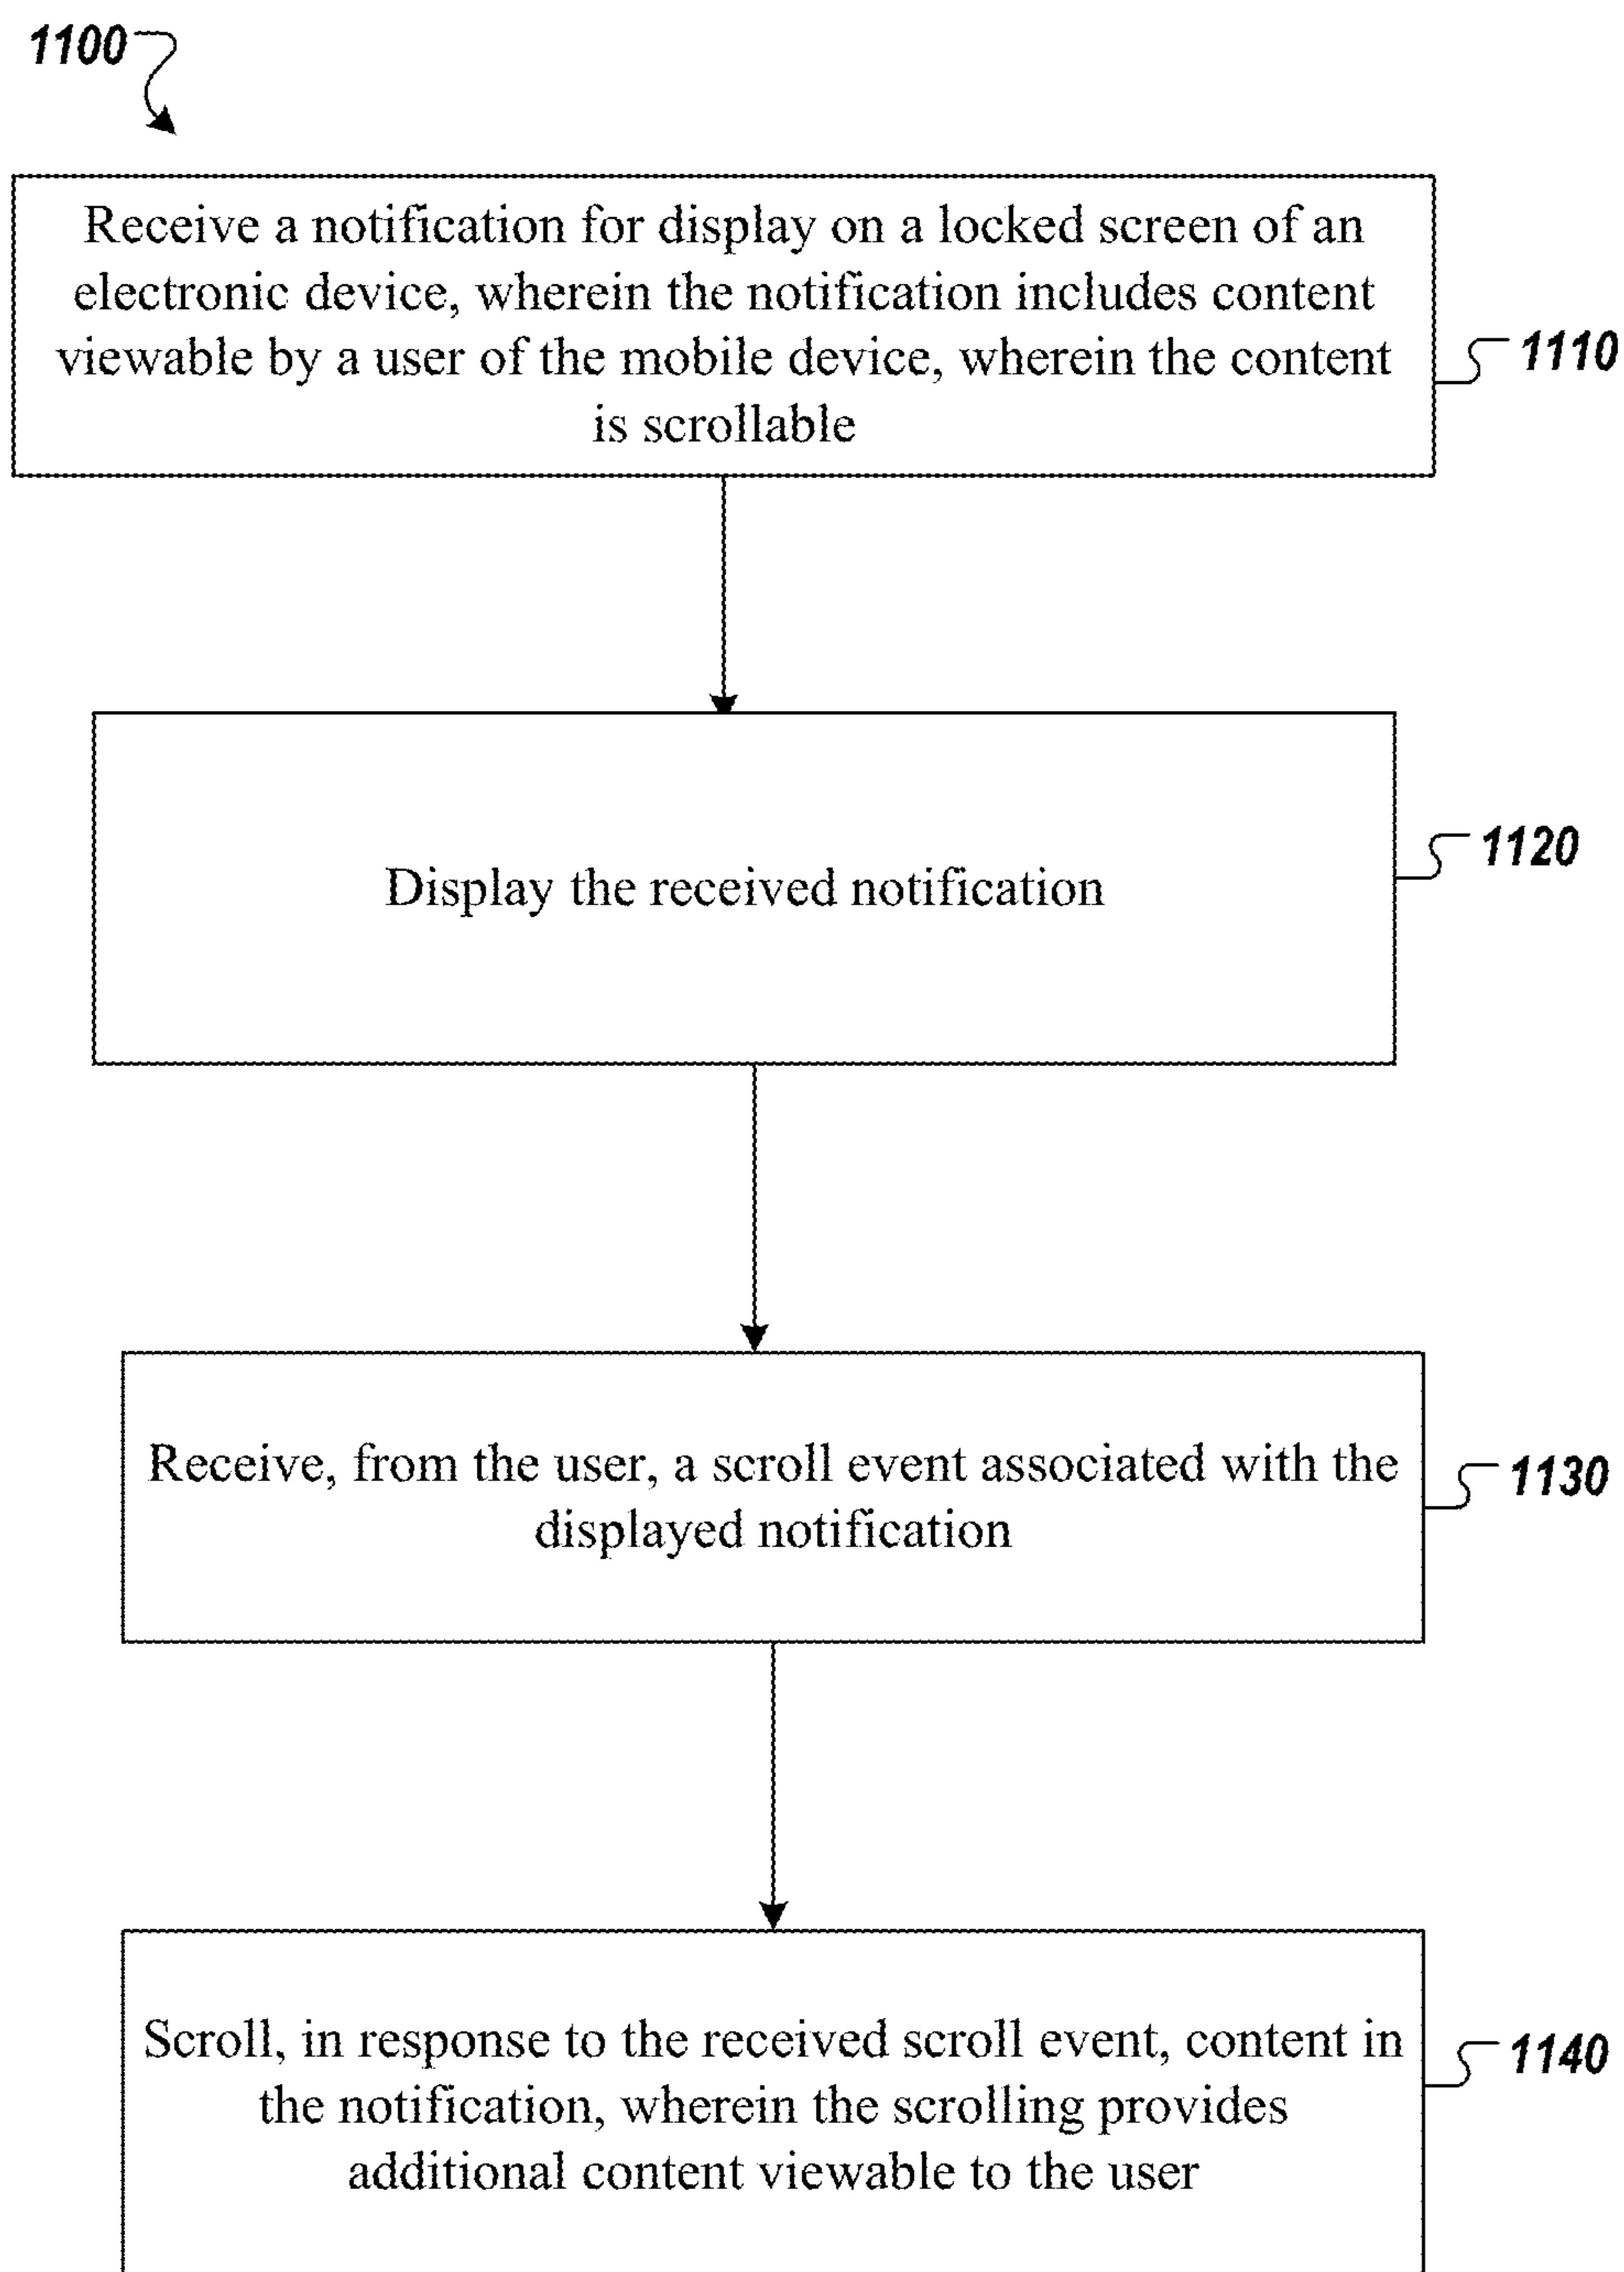 1100
Receive a notification for display on a locked screen of an
electronic device, wherein the notification includes content
viewable by a user of the mobile device, wherein the content
is scrollable
1110
Display the received notification
1120
Receive, from the user, a scroll event associated with the
displayed notification
1130
Scroll, in response to the received scroll event, content in
the notification, wherein the scrolling provides
additional content viewable to the user
1140